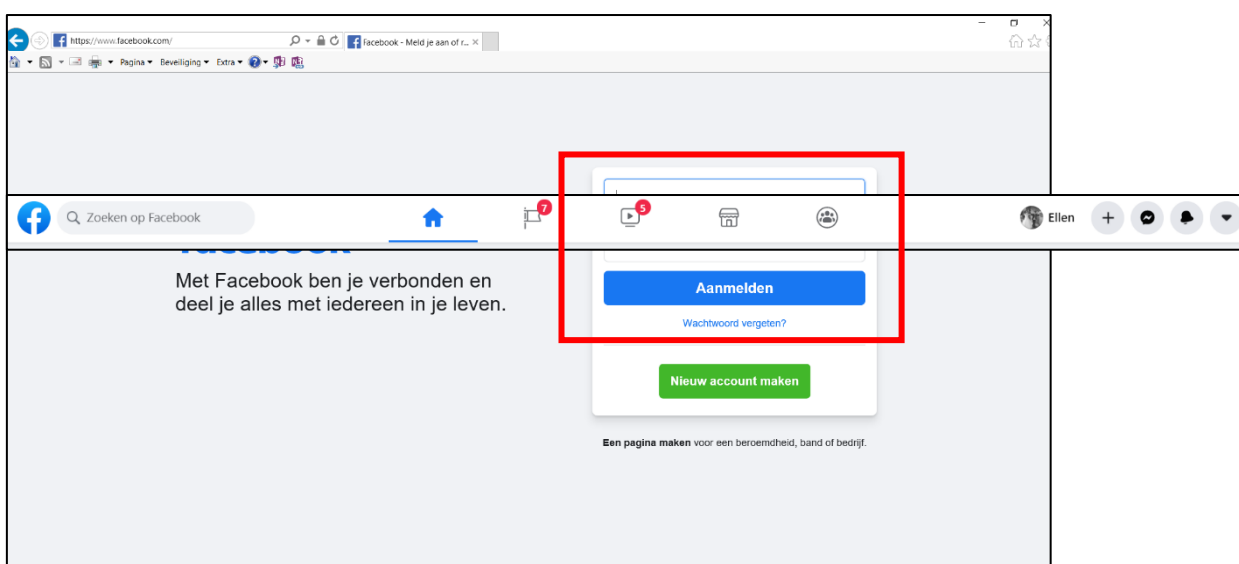 https://www.facebook.com/
Facebook - Meld je aan of r...
Pagina Beveiliging Extra
Zoeken op Facebook
7
5
Ellen
Met Facebook ben je verbonden en
deel je alles met iedereen in je leven.
Aanmelden
Wachtwoord vergeten?
Nieuw account maken
Een pagina maken voor een beroemdheid, band of bedrijf.